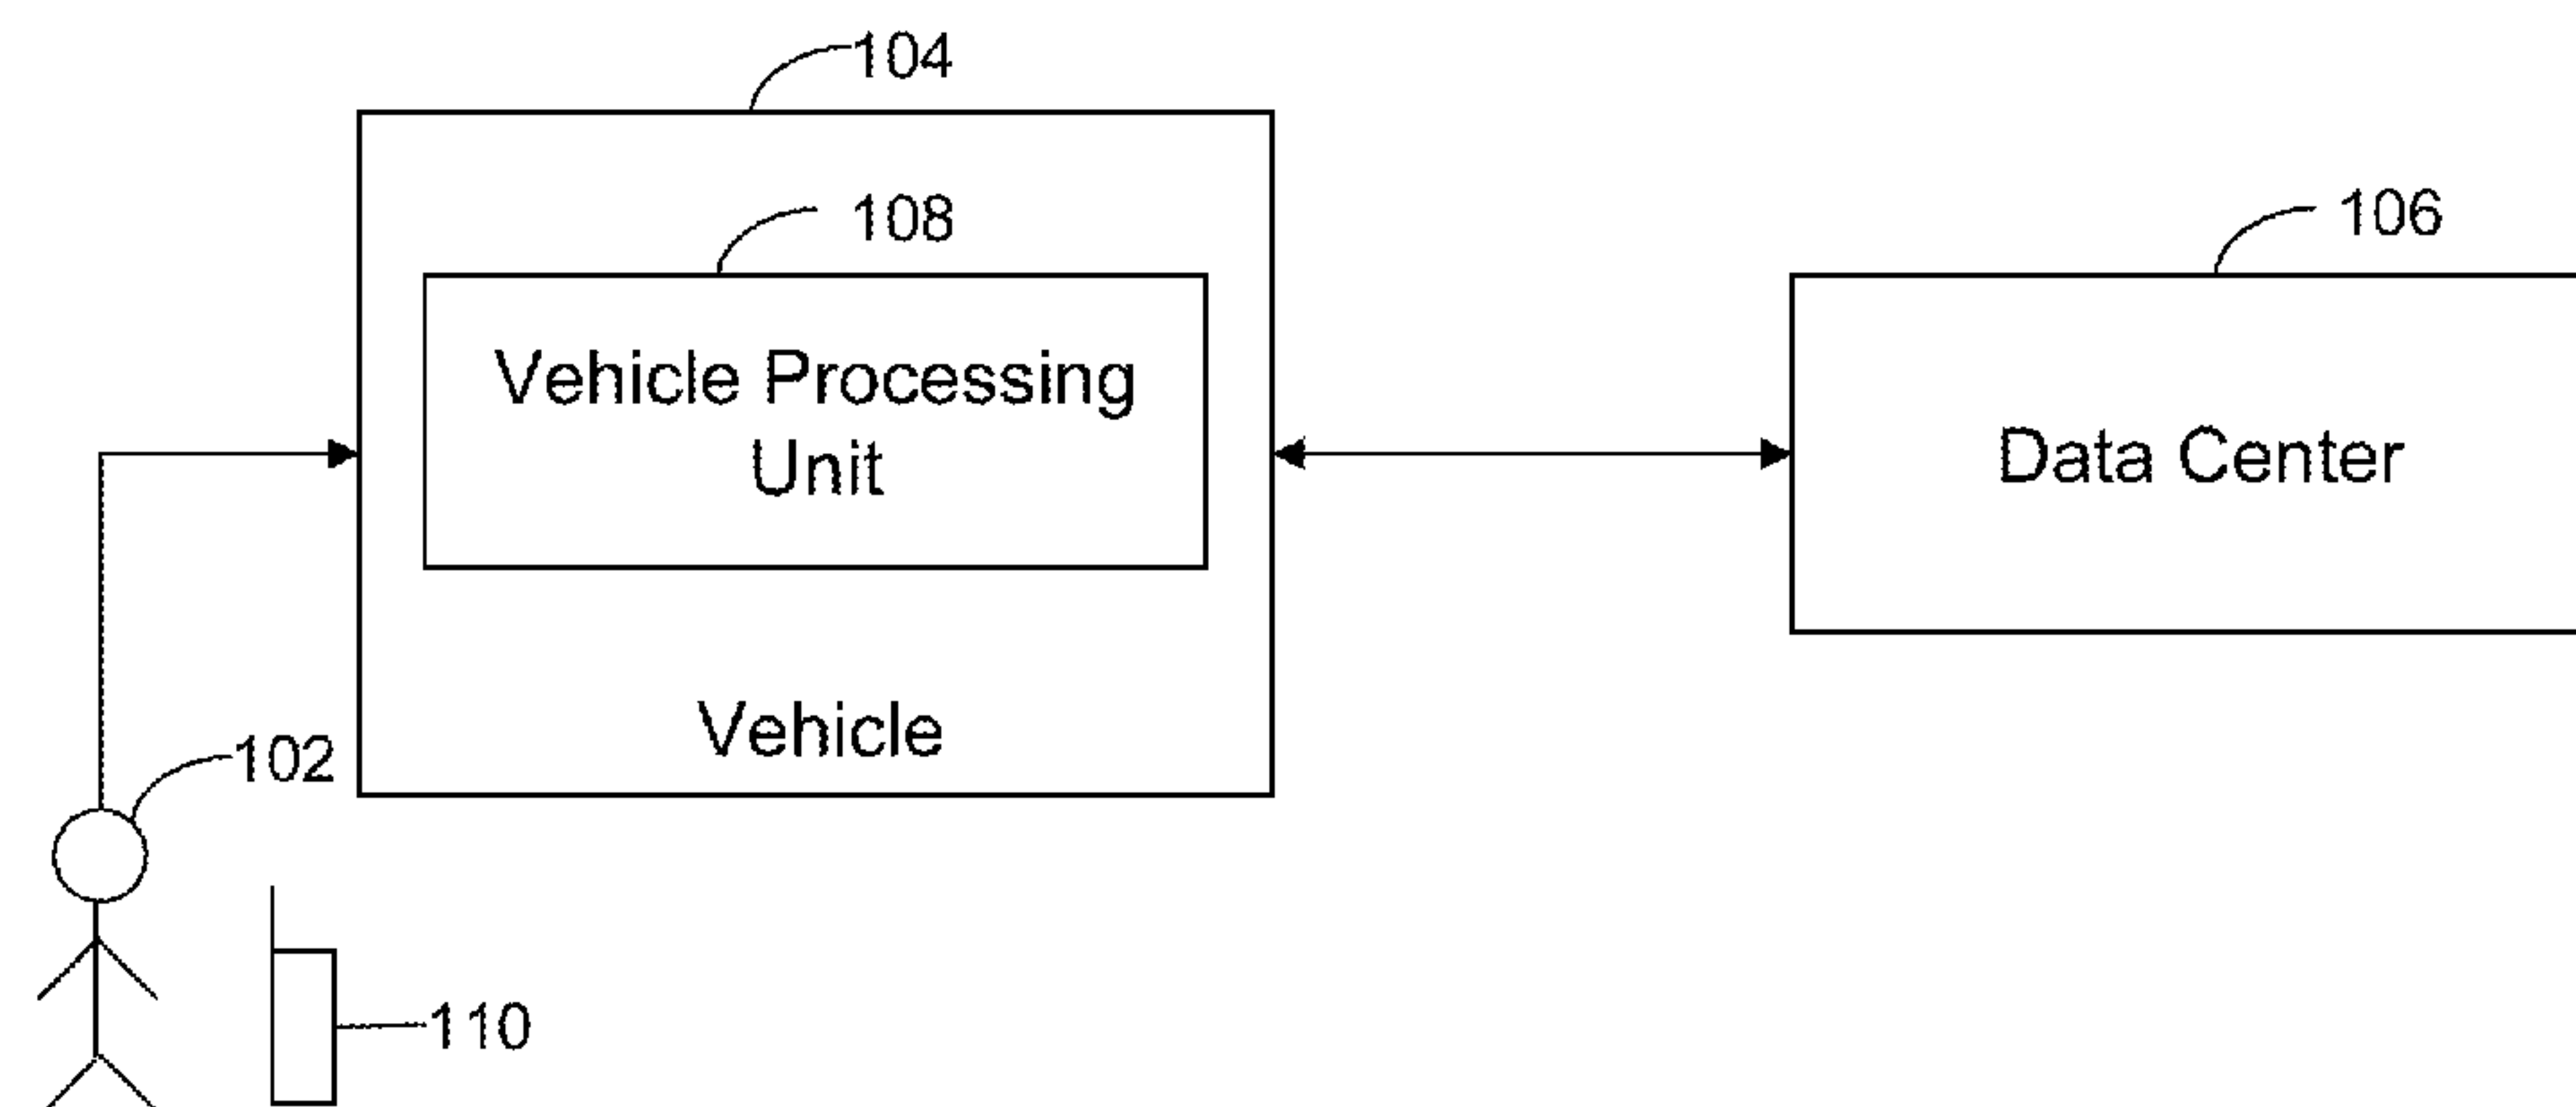 104
108
106
Vehicle Processing
Unit
Data Center
Vehicle
102
110